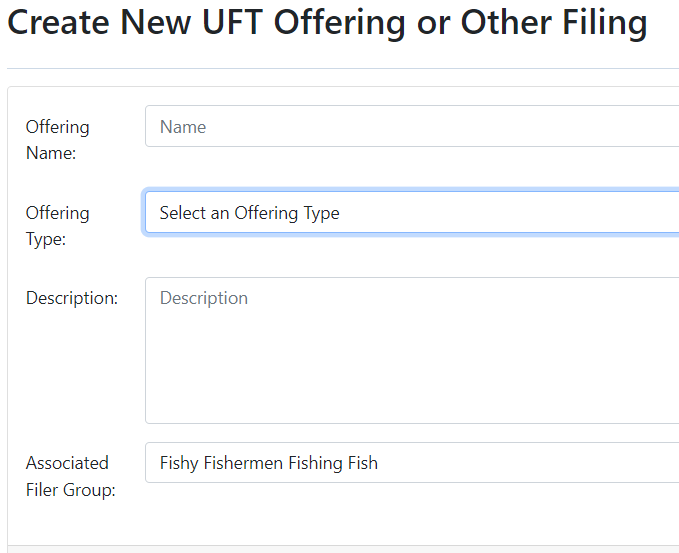 Create New UFT Offering or Other Filing
Offering
Name:
Name
Offering
Type:
Select an Offering Type
Description:
Description
Associated
Filer Group:
Fishy Fishermen Fishing Fish